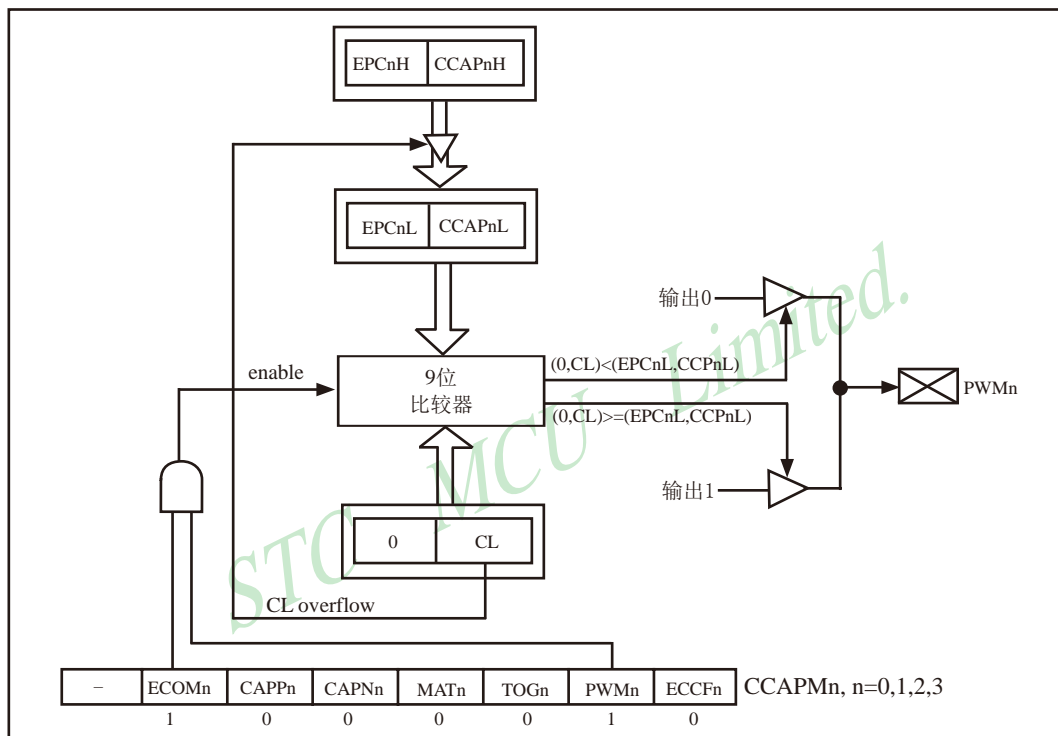 EPCnH CCAPnH
EPCnL CCAPnL
输出0
(0,CL)<(EPCnL,CCPnL)
enable
9位
比较器
PWMn
(0,CL)>=(EPCnL,CCPnL)
输出1
0 CL
CL overflow
STC MCU Limited.
– ECOMn CAPPn CAPNn MATn TOGn PWMn ECCFn CCAPMn, n=0,1,2,3
1 0 0 0 0 1 0